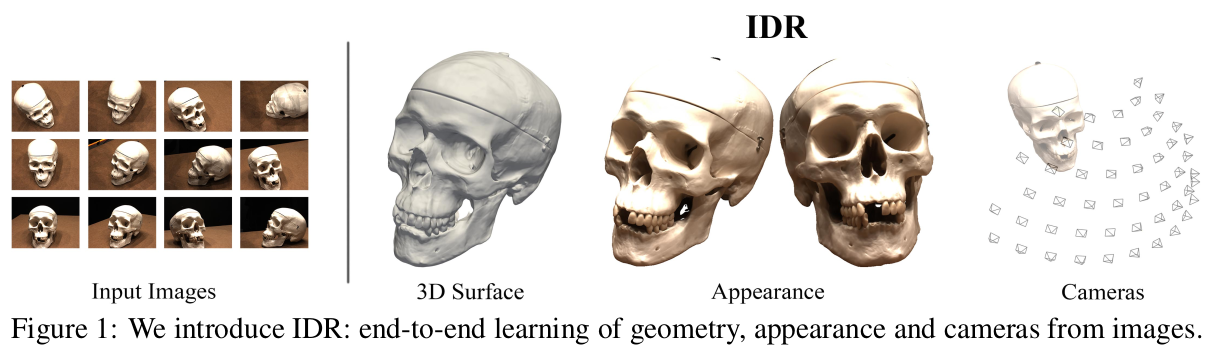 IDR
Input Images
3D Surface
Appearance
Cameras
Figure 1: We introduce IDR: end-to-end learning of geometry, appearance and cameras from images.